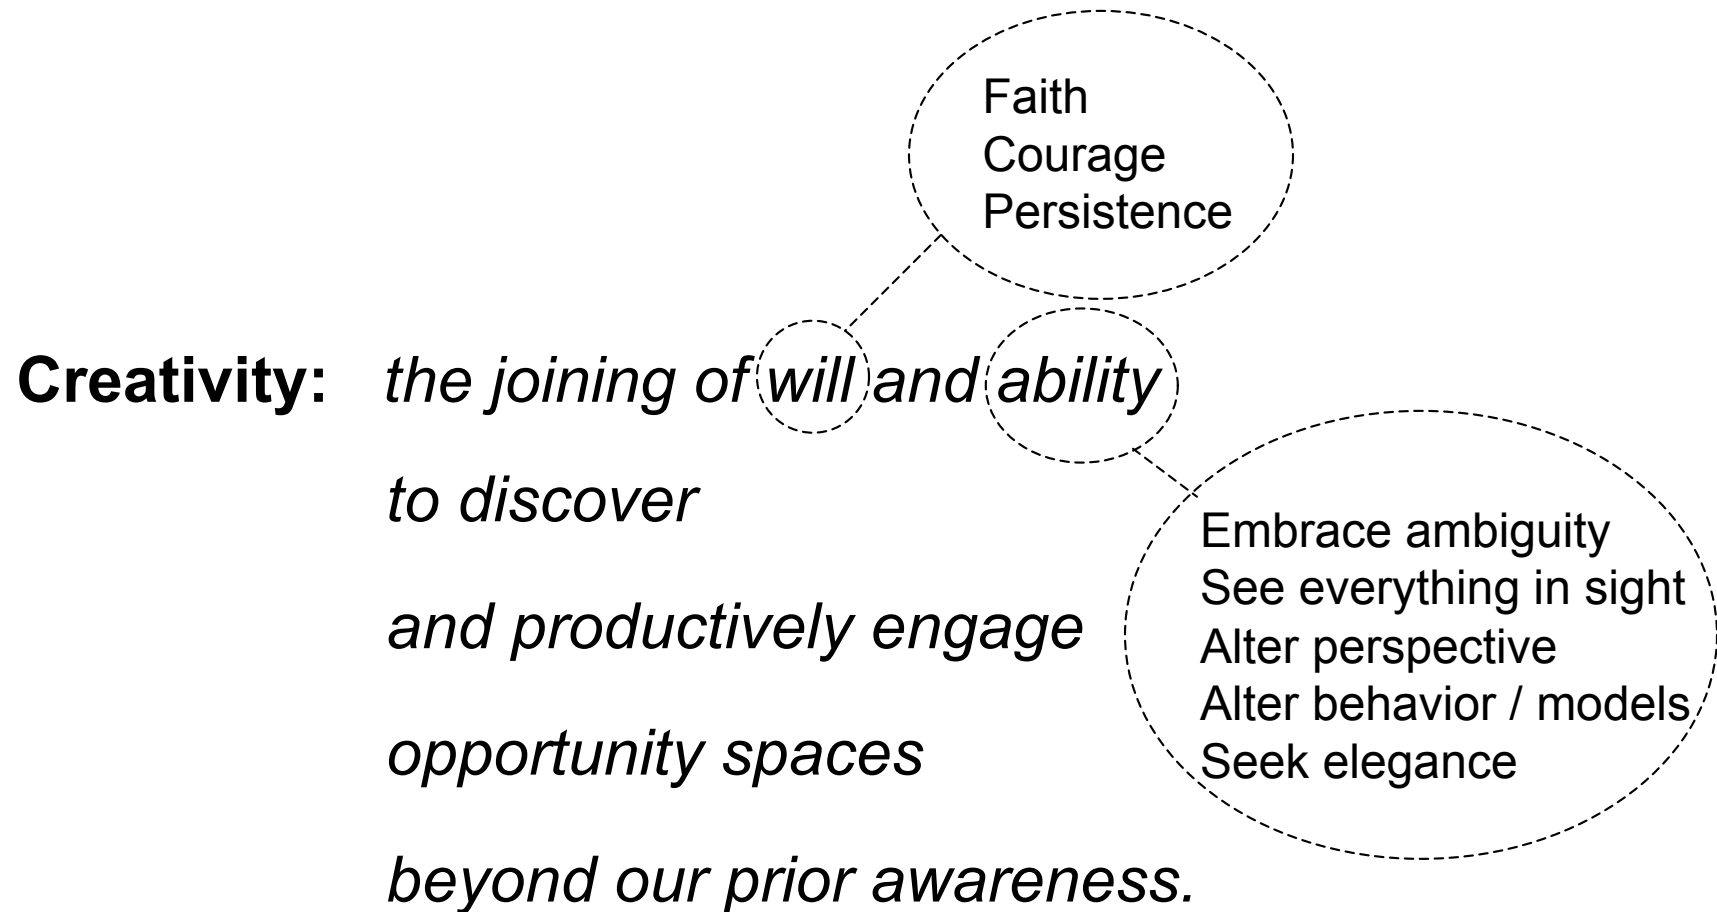 Faith
Courage
Persistence
Creativity: the joining of will and ability
to discover
and productively engage
opportunity spaces
beyond our prior awareness.
Embrace ambiguity
See everything in sight
Alter perspective
Alter behavior / models
Seek elegance